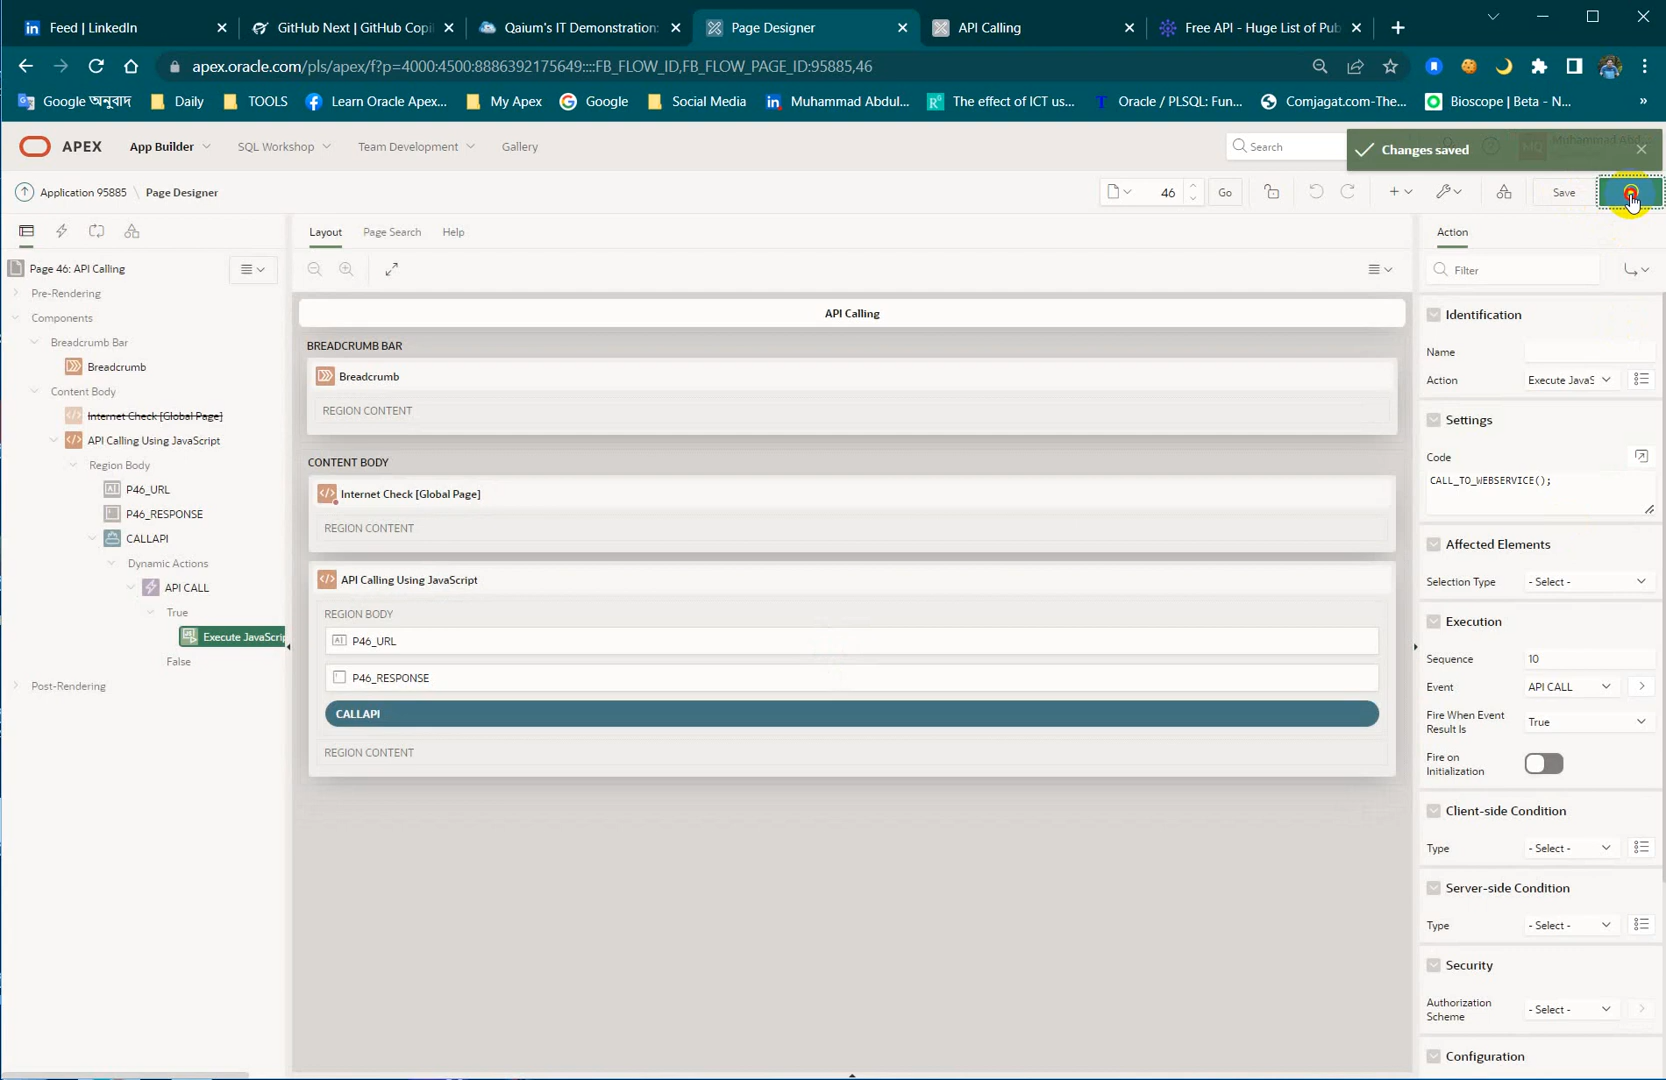 Feed | LinkedIn
GitHub Next | GitHub Copil
Qaium's IT Demonstration:
Page Designer
API Calling
Free API - Huge List of Pub
apex.oracle.com/pls/apex/f?p=4000:4500:8886392175649::::FB_FLOW_ID,FB_FLOW_PAGE_ID:95885,46
Google অনুবাদ
Daily
TOOLS
Learn Oracle Apex...
My Apex
Google
Social Media
Muhammad Abdul...
The effect of ICT us...
Oracle / PLSQL: Fun...
Comjagat.com-The...
Bioscope | Beta - N...
»
APEX
App Builder
SQL Workshop
Team Development
Gallery
Search
Changes saved
Application 95885
/
Page Designer
46
Go
Save
Layout
Page Search
Help
Action
Page 46: API Calling
Pre-Rendering
Components
Breadcrumb Bar
Breadcrumb
Content Body
Internet Check [Global Page]
API Calling Using JavaScript
Region Body
P46_URL
P46_RESPONSE
CALLAPI
Dynamic Actions
API CALL
True
Execute JavaScrip
False
Post-Rendering
API Calling
BREADCRUMB BAR
Breadcrumb
REGION CONTENT
CONTENT BODY
Internet Check [Global Page]
REGION CONTENT
API Calling Using JavaScript
REGION BODY
P46_URL
P46_RESPONSE
CALLAPI
REGION CONTENT
Filter
Identification
Name
Action
Execute JavaS
Settings
Code
CALL_TO_WEBSERVICE();
Affected Elements
Selection Type
- Select -
Execution
Sequence
10
Event
API CALL
Fire When Event
Result Is
True
Fire on
Initialization
Client-side Condition
Type
- Select -
Server-side Condition
Type
- Select -
Security
Authorization
Scheme
- Select -
Configuration